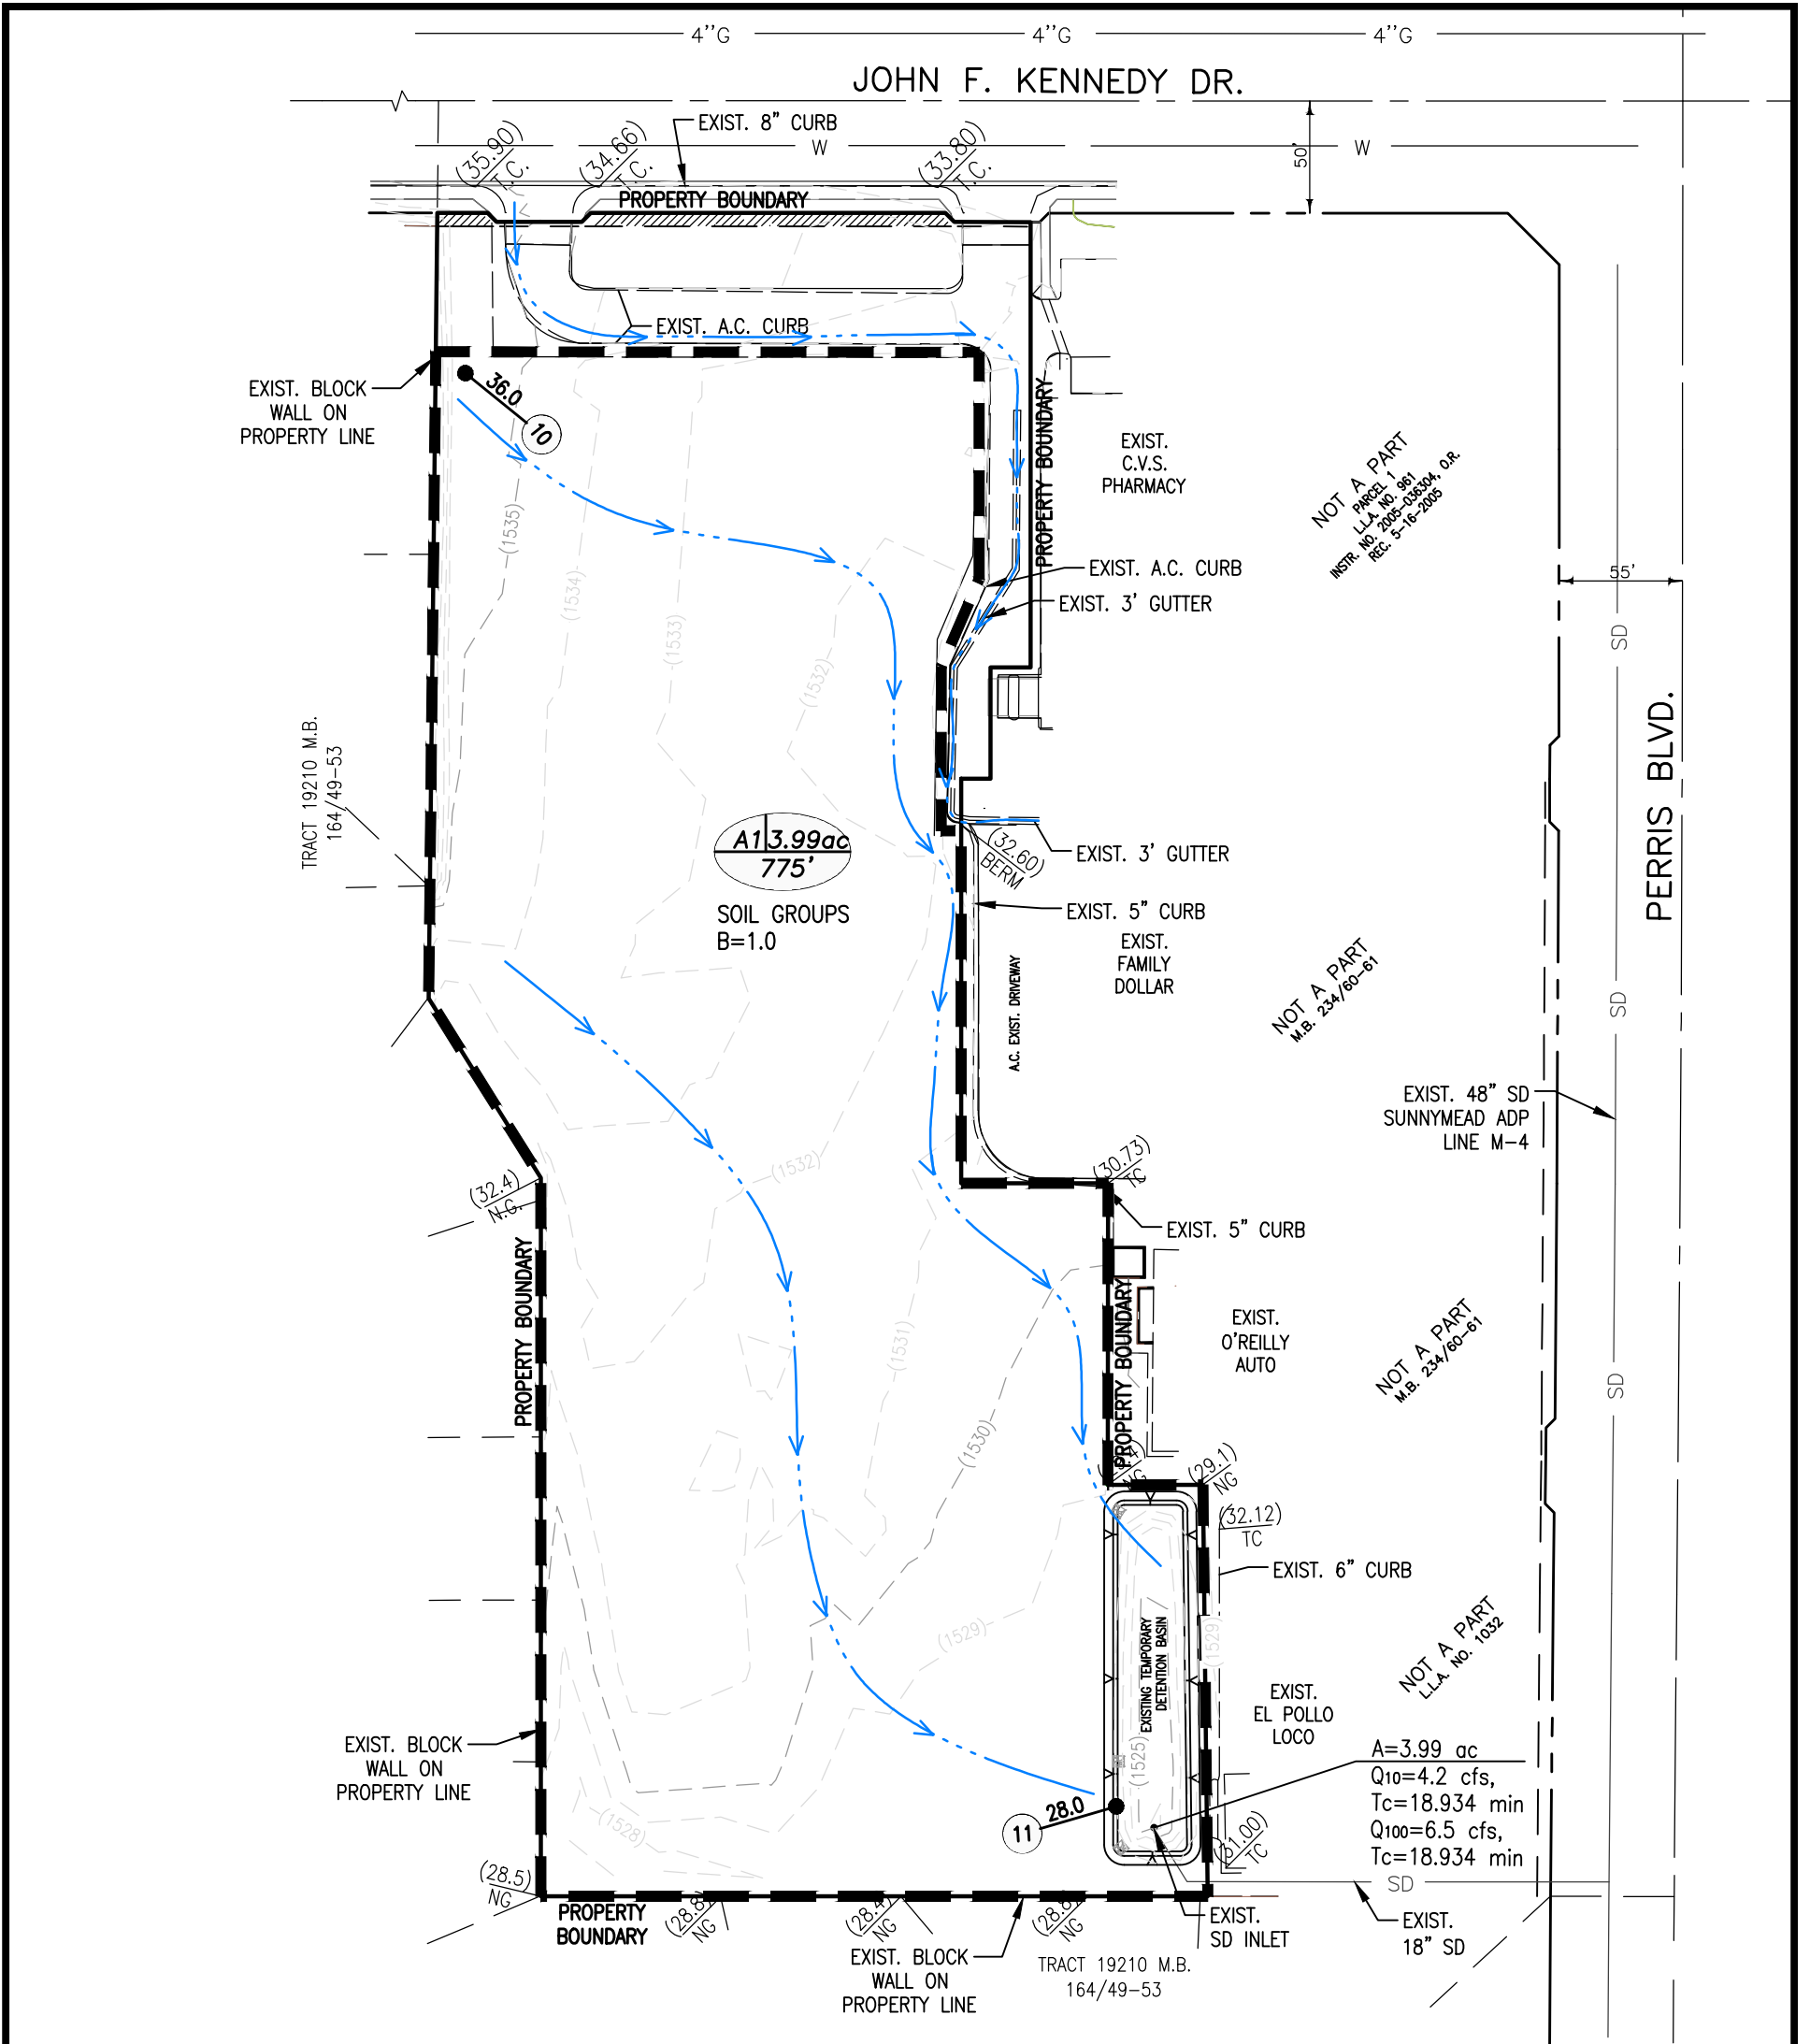 4''G
4''G
4''G
JOHN F. KENNEDY DR.
EXIST. 8" CURB
W
W
50'
(35.90)
T.C.
(34.66)
T.C.
(33.80)
T.C.
PROPERTY BOUNDARY
EXIST. A.C. CURB
EXIST. BLOCK
WALL ON
PROPERTY LINE
36.0
10
PROPERTY BOUNDARY
EXIST.
C.V.S.
PHARMACY
NOT A PART
PARCEL 1
L.L.A. NO. 961
INSTR. NO. 2005-036304, O.R.
REC. 5-16-2005
(1535)
(1534)
(1533)
(1532)
EXIST. A.C. CURB
EXIST. 3' GUTTER
55'
SD
TRACT 19210 M.B.
164/49-53
PERRIS BLVD.
A1 3.99ac
775'
SOIL GROUPS
B=1.0
(32.60)
BERM
EXIST. 3' GUTTER
EXIST. 5" CURB
EXIST.
FAMILY
DOLLAR
A.C. EXIST. DRIVEWAY
NOT A PART
M.B. 234/60-61
SD
EXIST. 48" SD
SUNNYMEAD ADP
LINE M-4
(32.4)
N.G.
(1532)
(30.73)
TC
EXIST. 5" CURB
PROPERTY BOUNDARY
PROPERTY BOUNDARY
EXIST.
O'REILLY
AUTO
NOT A PART
M.B. 234/60-61
SD
(1531)
(1530)
NG
(29.1)
NG
(32.12)
TC
EXIST. 6" CURB
(1529)
(1529)
EXISTING TEMPORARY
DETENTION BASIN
(1525)
NOT A PART
L.L.A. NO. 1032
EXIST.
EL POLLO
LOCO
EXIST. BLOCK
WALL ON
PROPERTY LINE
A=3.99 ac
Q10=4.2 cfs,
Tc=18.934 min
Q100=6.5 cfs,
Tc=18.934 min
(1528)
11
28.0
(31.00)
TC
SD
(28.5)
NG
PROPERTY
BOUNDARY
NG
NG
NG
EXIST. BLOCK
WALL ON
PROPERTY LINE
TRACT 19210 M.B.
164/49-53
EXIST.
SD INLET
EXIST.
18" SD